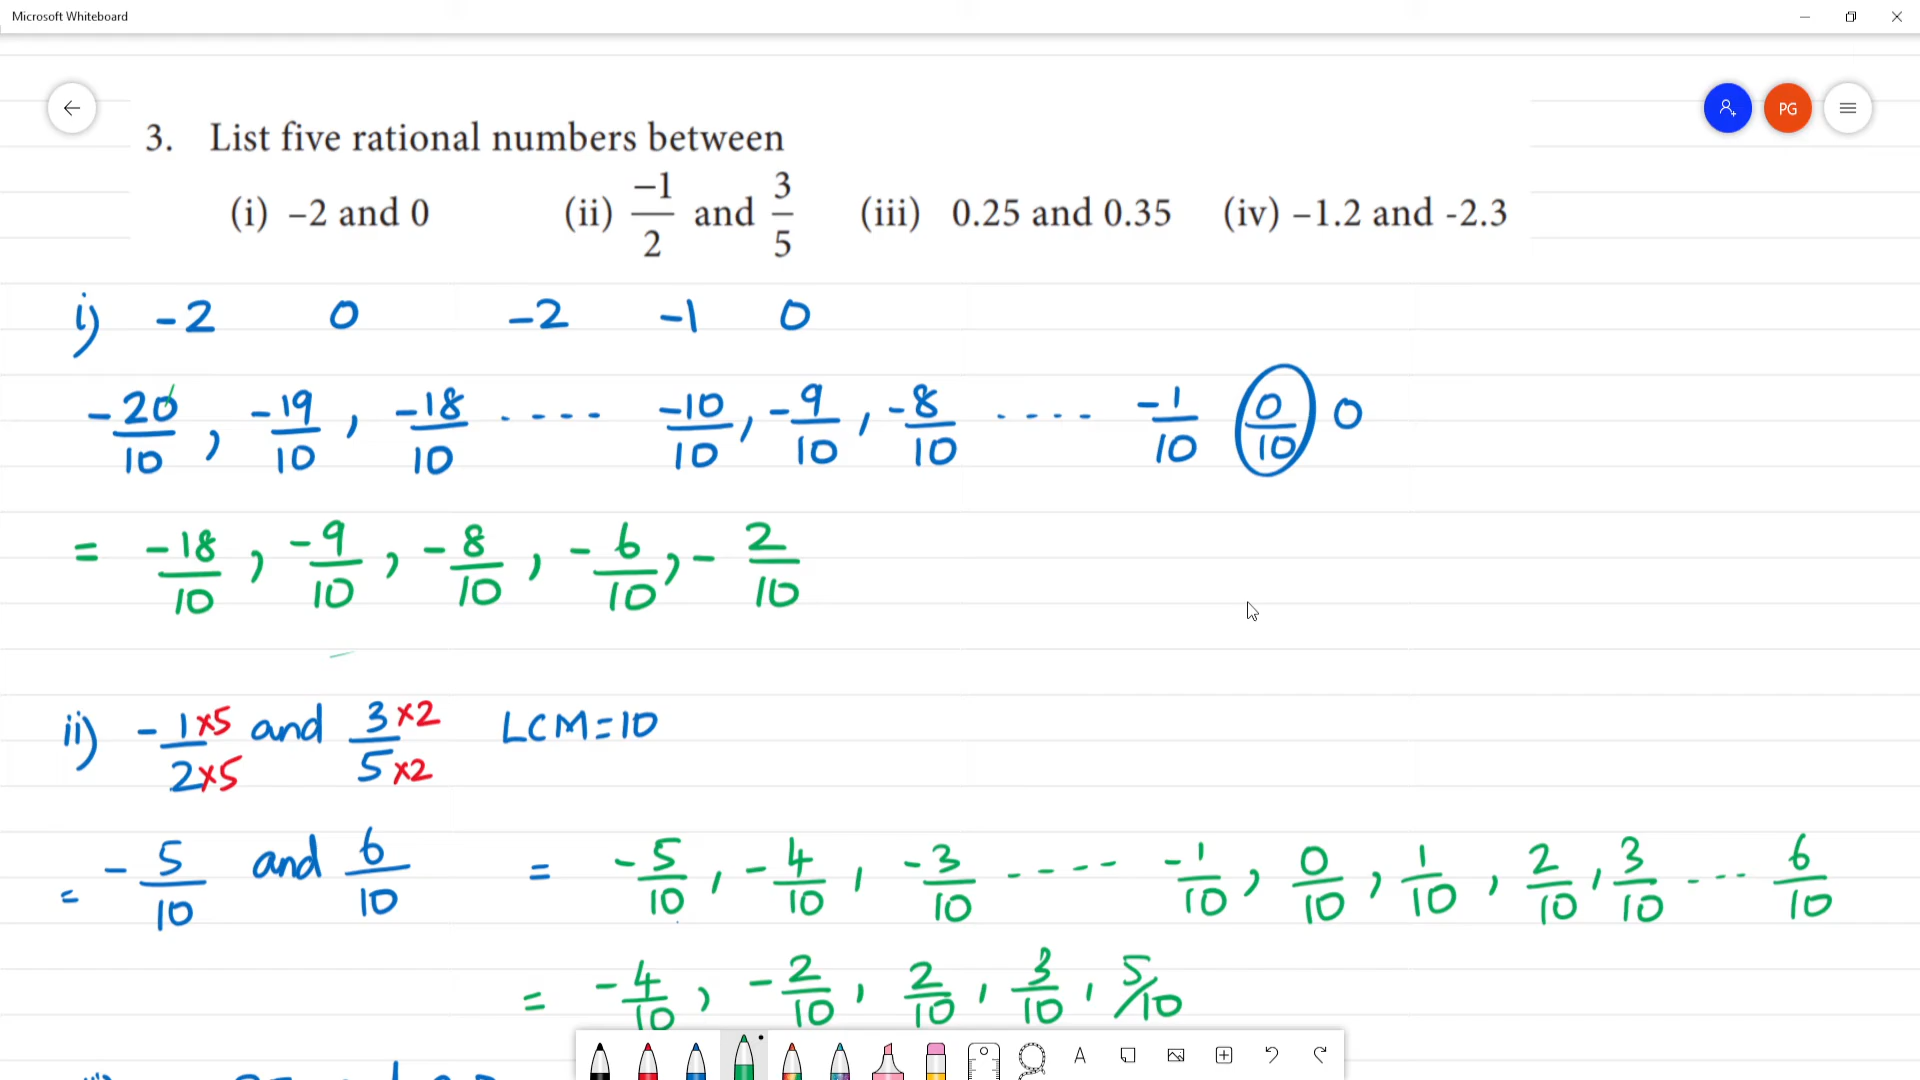 Microsoft Whiteboard
PG
3. List five rational numbers between
(i) –2 and 0 (ii) −1/2 and 3/5 (iii) 0.25 and 0.35 (iv) –1.2 and -2.3
i) -2 0 -2 -1 0
-20/10, -19/10, -18/10 ---- -10/10, -9/10, -8/10 ---- -1/10 0/10 0
= -18/10, -9/10, -8/10, -6/10, -2/10
ii) -1×5/2×5 and 3×2/5×2 LCM=10
= -5/10 and 6/10 = -5/10, -4/10, -3/10 ---- -1/10, 0/10, 1/10, 2/10, 3/10 --- 6/10
= -4/10, -2/10, 2/10, 3/10, 5/10
A